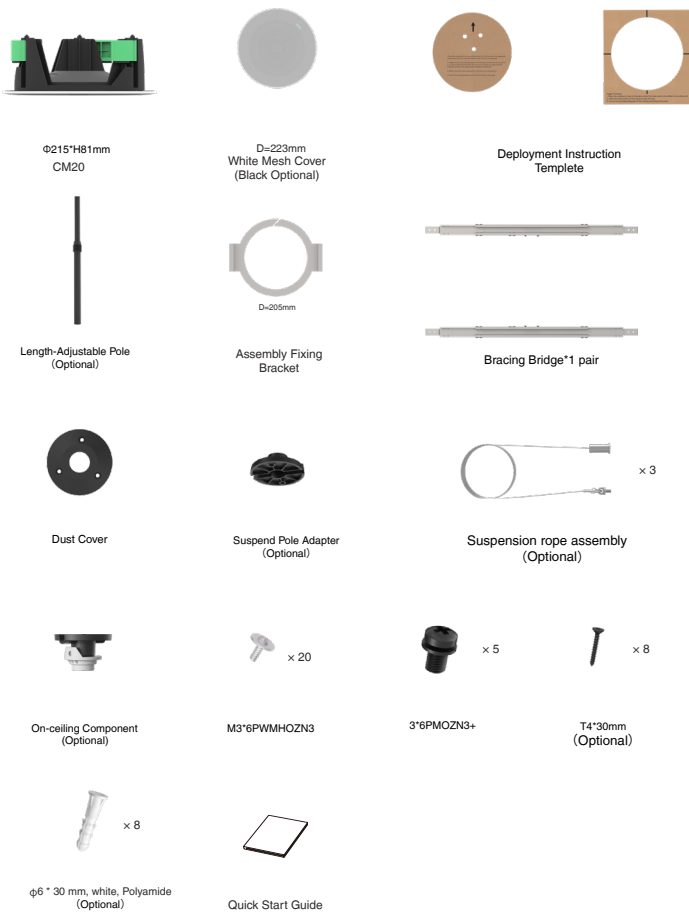 Φ215*H81mm
CM20
D=223mm
White Mesh Cover
(Black Optional)
Deployment Instruction
Templete
Length-Adjustable Pole
(Optional)
D=205mm
Assembly Fixing
Bracket
Bracing Bridge*1 pair
Dust Cover
Suspend Pole Adapter
(Optional)
× 3
Suspension rope assembly
(Optional)
On-ceiling Component
(Optional)
× 20
M3*6PWMHOZN3
× 5
3*6PMOZN3+
× 8
T4*30mm
(Optional)
× 8
φ6 * 30 mm, white, Polyamide
(Optional)
Quick Start Guide